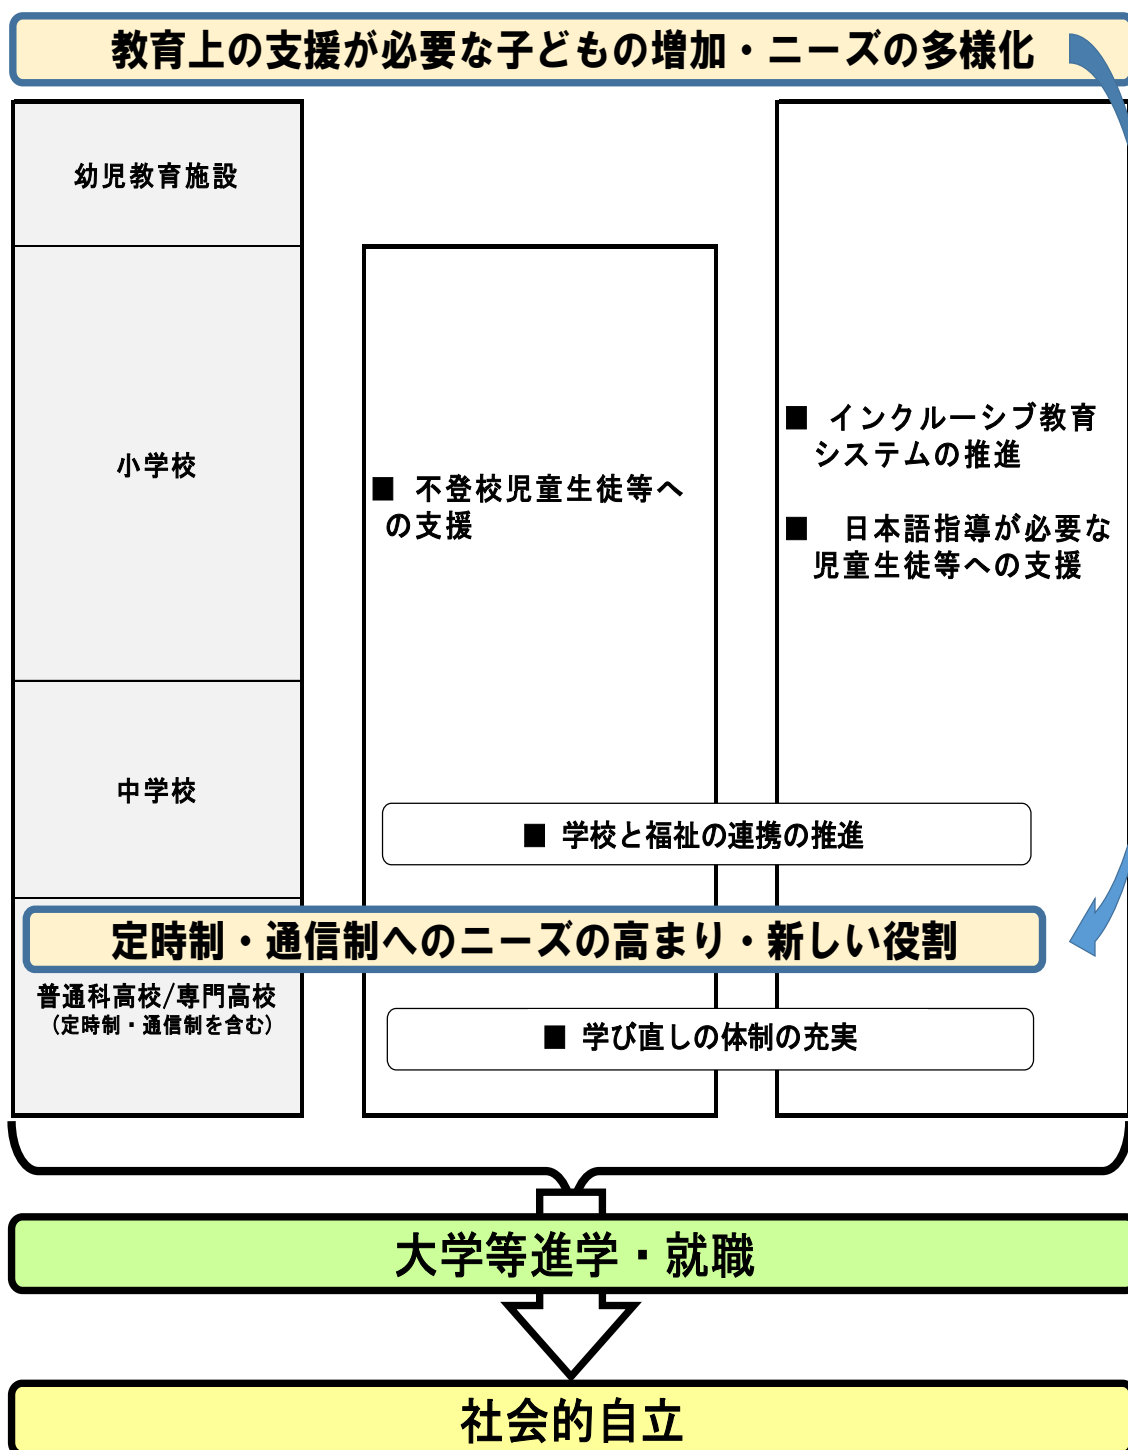 教育上の支援が必要な子どもの増加・ニーズの多様化
幼児教育施設
小学校
中学校
■ 不登校児童生徒等へ
の支援
■ インクルーシブ教育
システムの推進
■ 日本語指導が必要な
児童生徒等への支援
■ 学校と福祉の連携の推進
定時制・通信制へのニーズの高まり・新しい役割
普通科高校/専門高校
（定時制・通信制を含む）
■ 学び直しの体制の充実
大学等進学・就職
社会的自立